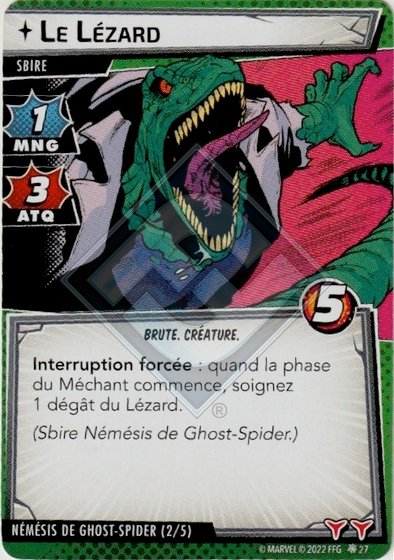 Le Lézard
SBIRE
1
MNG
3
ATQ
5
BRUTE. CRÉATURE.
Interruption forcée : quand la phase
du Méchant commence, soignez
1 dégât du Lézard.
(Sbire Némésis de Ghost-Spider.)
®
NÉMÉSIS DE GHOST-SPIDER (2/5)
© MARVEL © 2022 FFG 27